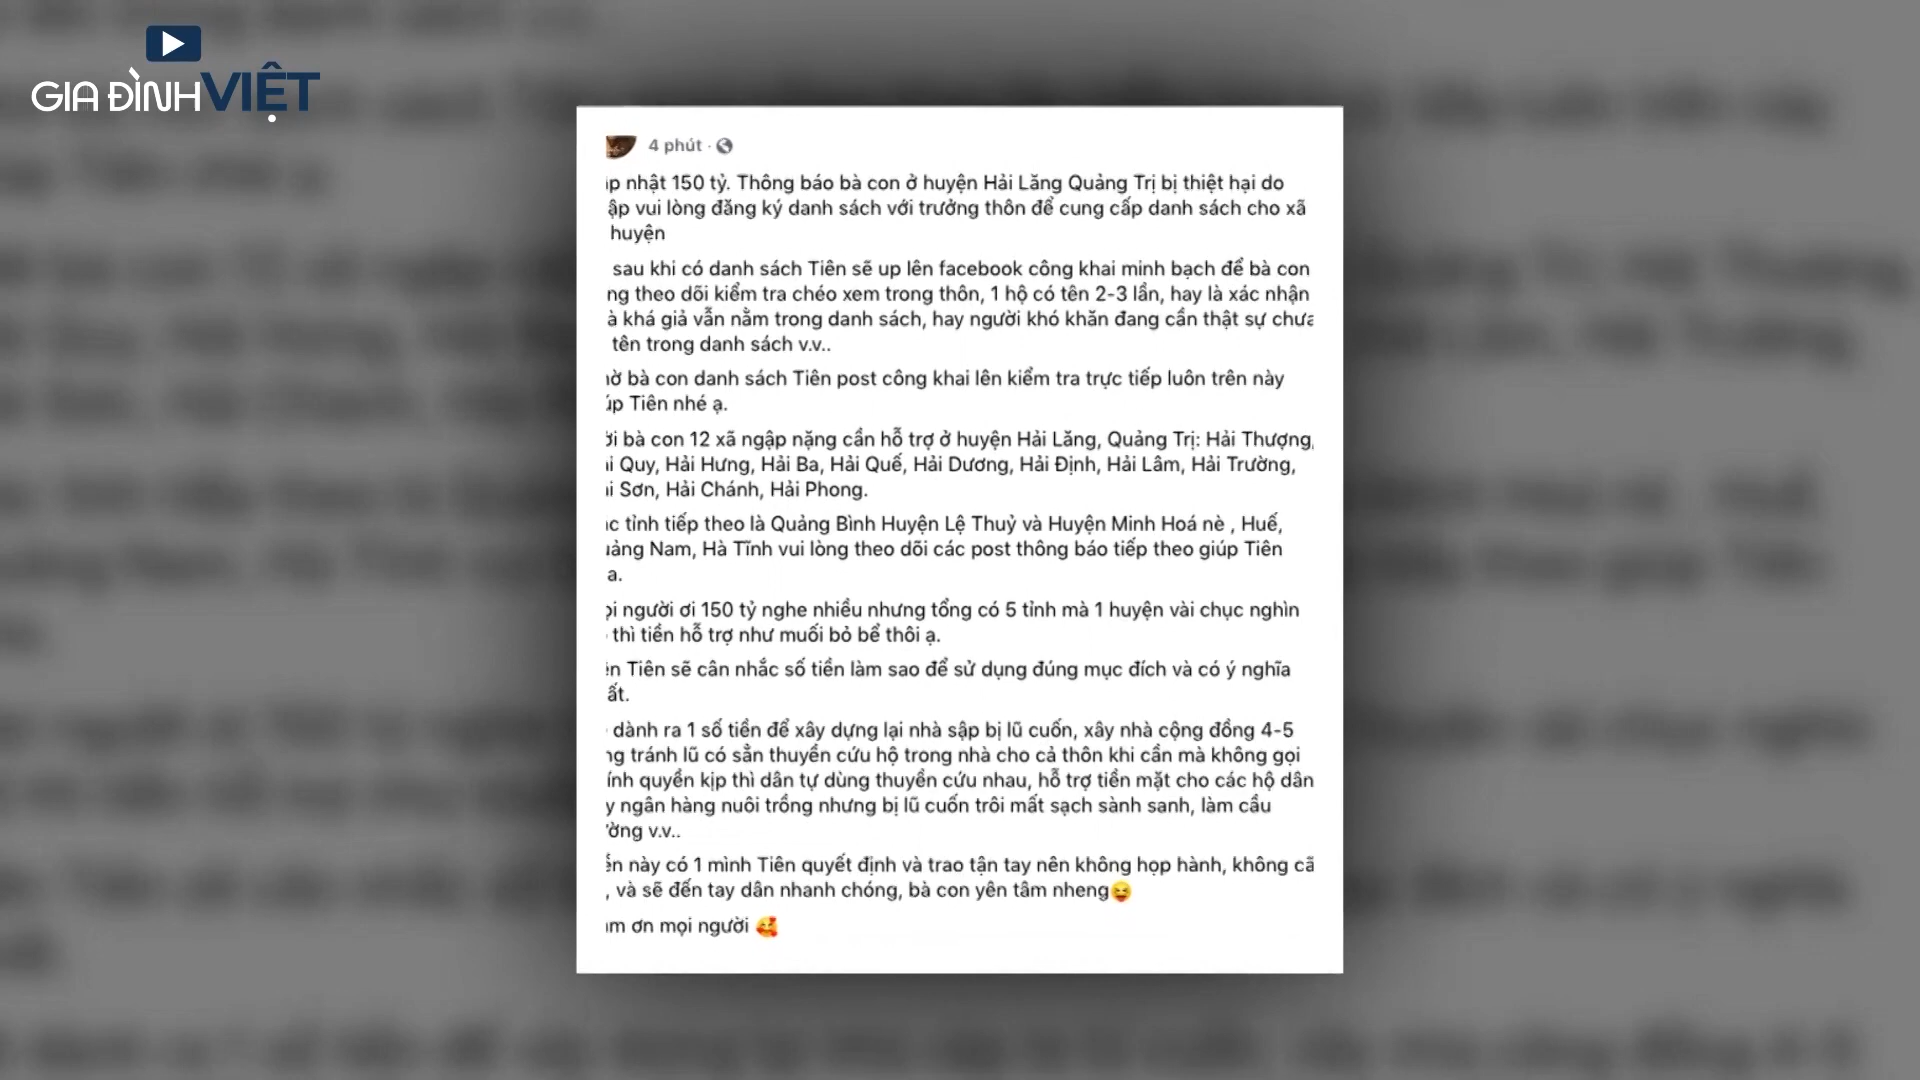 GIA ĐÌNH VIỆT
4 phút ·
nhật 150 tỷ. Thông báo bà con ở huyện Hải Lăng Quảng Trị bị thiệt hại do
vui lòng đăng ký danh sách với trưởng thôn để cung cấp danh sách cho xã
huyện
sau khi có danh sách Tiên sẽ up lên facebook công khai minh bạch để bà con
theo dõi kiểm tra chéo xem trong thôn, 1 hộ có tên 2-3 lần, hay là xác nhận
khá giả vẫn nằm trong danh sách, hay người khó khăn đang cần thật sự chưa
tên trong danh sách v.v..
bà con danh sách Tiên post công khai lên kiểm tra trực tiếp luôn trên này
Tiên nhé ạ.
bà con 12 xã ngập nặng cần hỗ trợ ở huyện Hải Lăng, Quảng Trị: Hải Thượng,
Quy, Hải Hưng, Hải Ba, Hải Quế, Hải Dương, Hải Định, Hải Lâm, Hải Trường,
Sơn, Hải Chánh, Hải Phong.
tỉnh tiếp theo là Quảng Bình Huyện Lệ Thuỷ và Huyện Minh Hoá nè , Huế,
Nam, Hà Tĩnh vui lòng theo dõi các post thông báo tiếp theo giúp Tiên
người ơi 150 tỷ nghe nhiều nhưng tổng có 5 tỉnh mà 1 huyện vài chục nghìn
thì tiền hỗ trợ như muối bỏ bể thôi ạ.
Tiên sẽ cân nhắc số tiền làm sao để sử dụng đúng mục đích và có ý nghĩa
dành ra 1 số tiền để xây dựng lại nhà sập bị lũ cuốn, xây nhà cộng đồng 4-5
tránh lũ có sẵn thuyền cứu hộ trong nhà cho cả thôn khi cần mà không gọi
quyền kịp thì dân tự dùng thuyền cứu nhau, hỗ trợ tiền mặt cho các hộ dân
ngân hàng nuôi trồng nhưng bị lũ cuốn trôi mất sạch sành sanh, làm cầu
v.v..
này có 1 mình Tiên quyết định và trao tận tay nên không họp hành, không
, và sẽ đến tay dân nhanh chóng, bà con yên tâm nheng😝
ơn mọi người 🥰